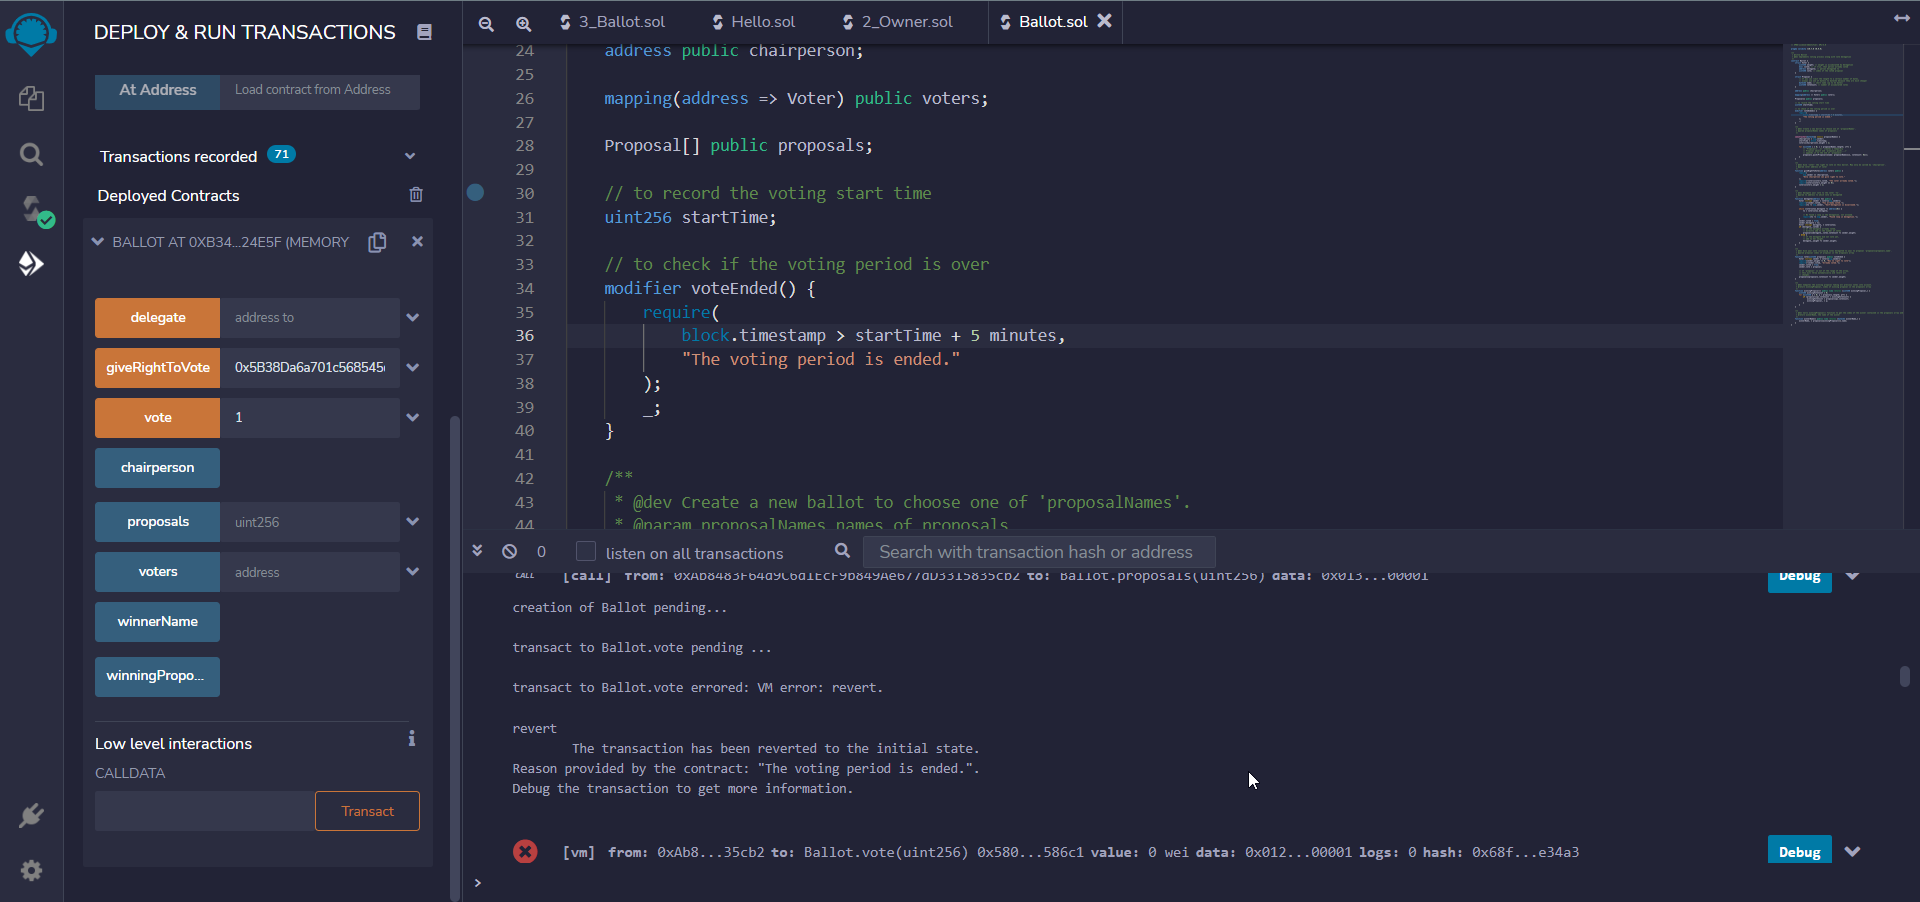 DEPLOY & RUN TRANSACTIONS
At Address
Load contract from Address
Transactions recorded 71
Deployed Contracts
BALLOT AT 0XB34...24E5F (MEMORY
delegate
address to
giveRightToVote
0x5B38Da6a701c568545
vote
1
chairperson
proposals
uint256
voters
address
winnerName
winningPropo...
Low level interactions
CALLDATA
Transact
3_Ballot.sol
Hello.sol
2_Owner.sol
Ballot.sol
24 address public chairperson;
25
26 mapping(address => Voter) public voters;
27
28 Proposal[] public proposals;
29
30 // to record the voting start time
31 uint256 startTime;
32
33 // to check if the voting period is over
34 modifier voteEnded() {
35 require(
36 block.timestamp > startTime + 5 minutes,
37 "The voting period is ended."
38 );
39 _;
40 }
41
42 /**
43 * @dev Create a new ballot to choose one of 'proposalNames'.
44 * @param proposalNames names of proposals
0
listen on all transactions
Search with transaction hash or address
CALL [call] from: 0xAb8483F64d9C6d1EcF9b849Ae677dD3315835cb2 to: Ballot.proposals(uint256) data: 0x013...00001
Debug
creation of Ballot pending...
transact to Ballot.vote pending ...
transact to Ballot.vote errored: VM error: revert.
revert
The transaction has been reverted to the initial state.
Reason provided by the contract: "The voting period is ended.".
Debug the transaction to get more information.
[vm] from: 0xAb8...35cb2 to: Ballot.vote(uint256) 0x580...586c1 value: 0 wei data: 0x012...00001 logs: 0 hash: 0x68f...e34a3
Debug
>